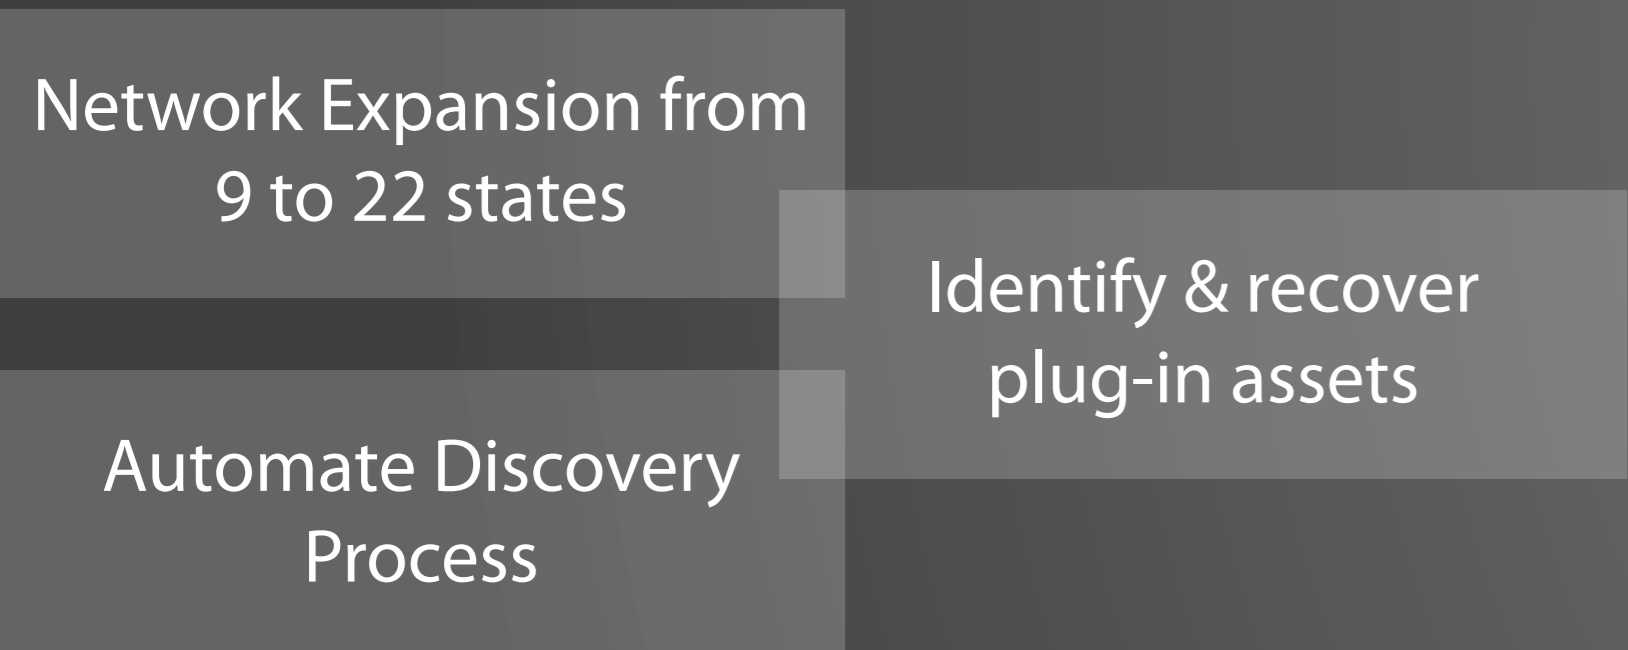 Network Expansion from
9 to 22 states
Identify & recover
plug-in assets
Automate Discovery
Process